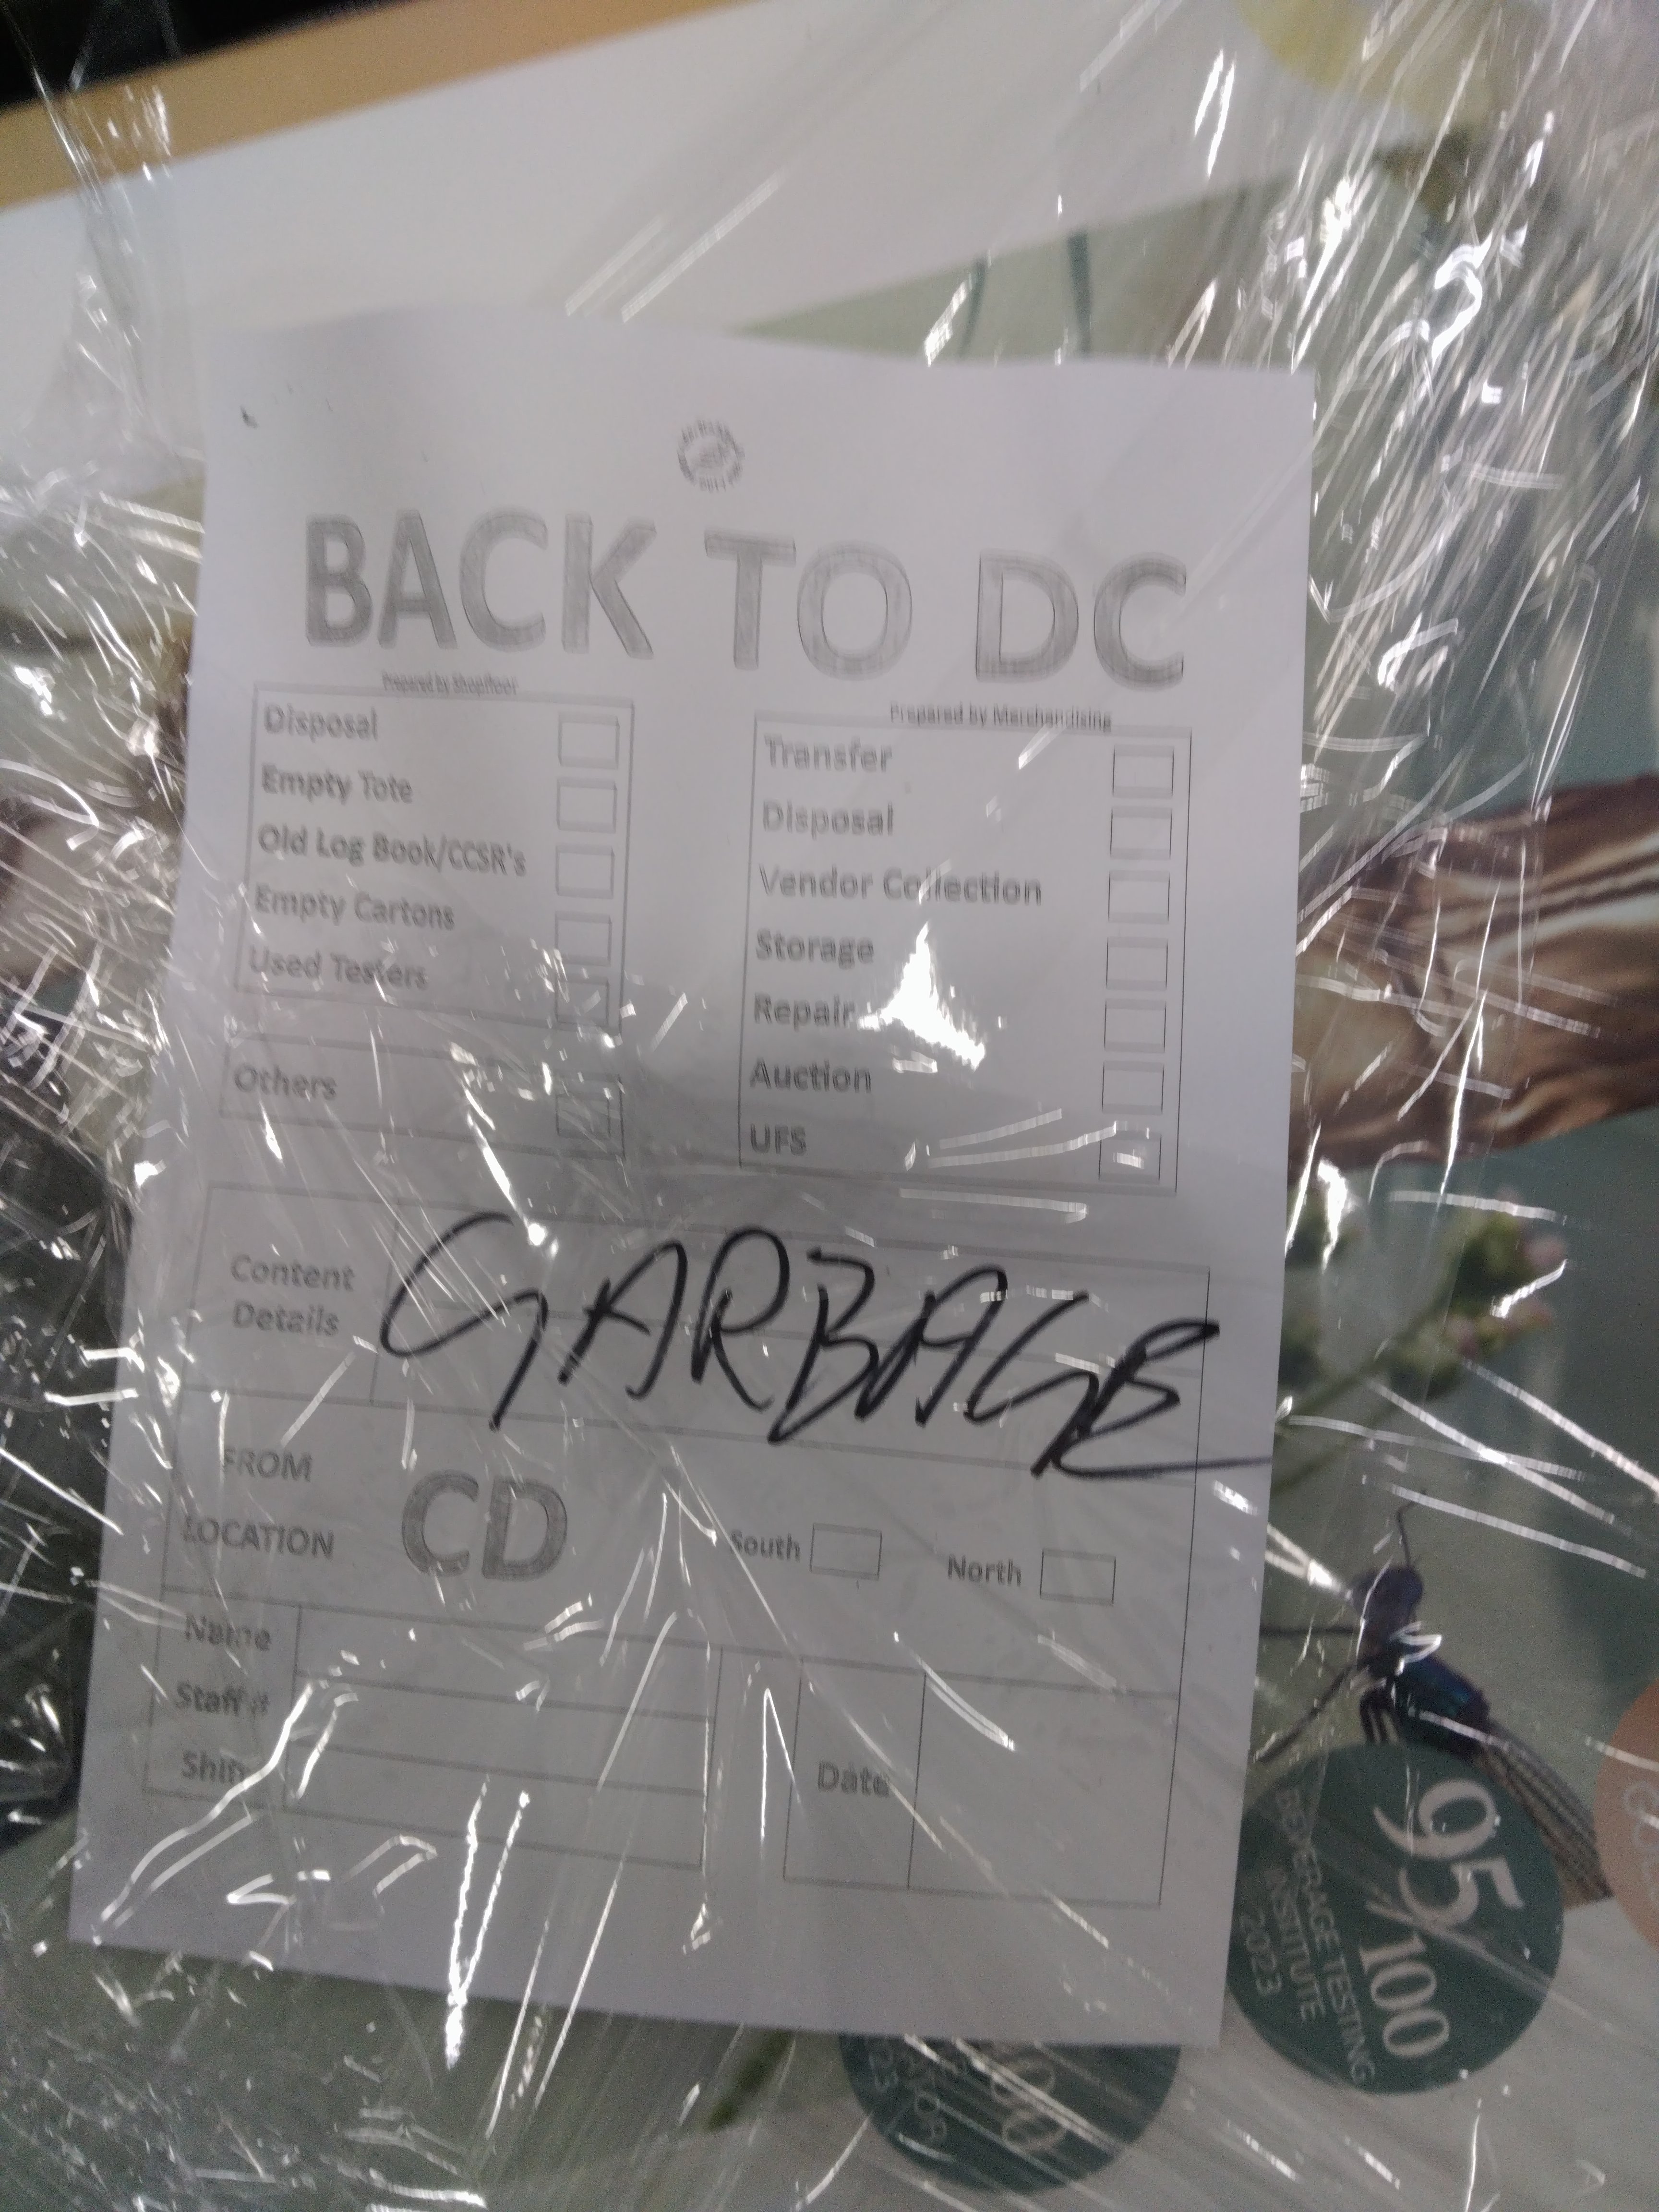 BACK TO DC
Prepared by Shopfloor
Disposal
Empty Tote
Old Log Book/CCSR's
Empty Cartons
Used Testers
Others
Prepared by Merchandising
Transfer
Disposal
Vendor Collection
Storage
Repair
Auction
UFS
Content
Details
GARBAGE
FROM
LOCATION
CD
South
North
Name
Staff #
Date
95/100
BEVERAGE TESTING
INSTITUTE
2023